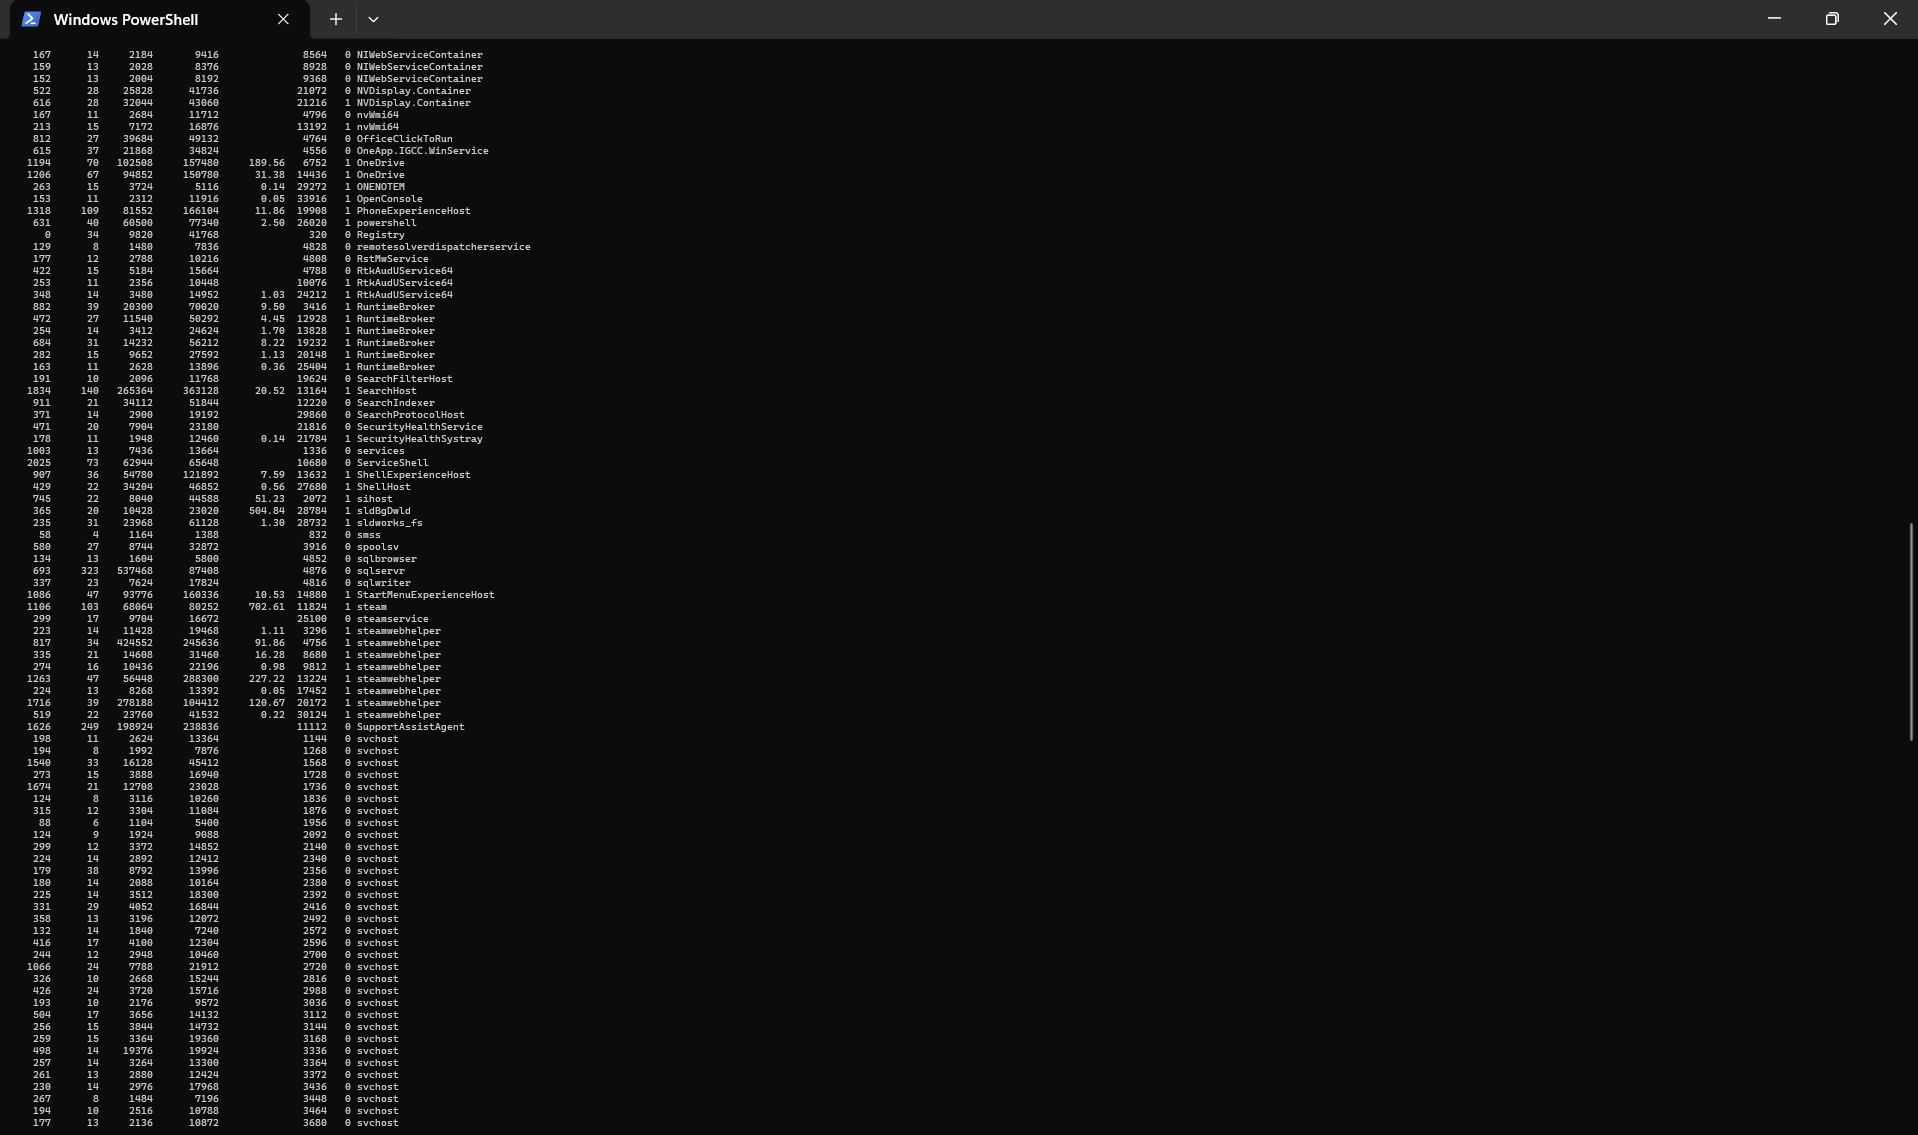 Windows PowerShell
167 14 2184 9416 8564 0 NIWebServiceContainer
159 13 2028 8376 8928 0 NIWebServiceContainer
152 13 2004 8192 9368 0 NIWebServiceContainer
522 28 25828 41736 21072 0 NVDisplay.Container
616 28 32044 43060 21216 1 NVDisplay.Container
167 11 2684 11712 4796 0 nvWmi64
213 15 7172 16876 13192 1 nvWmi64
812 27 39684 49132 4764 0 OfficeClickToRun
615 37 21868 34824 4556 0 OneApp.IGCC.WinService
1194 70 102508 157480 189.56 6752 1 OneDrive
1206 67 94852 150780 31.38 14436 1 OneDrive
263 15 3724 5116 0.14 29272 1 ONENOTEM
153 11 2312 11916 0.05 33916 1 OpenConsole
1318 109 81552 166104 11.86 19908 1 PhoneExperienceHost
631 40 60500 77340 2.50 26020 1 powershell
0 34 9820 41768 320 0 Registry
129 8 1480 7836 4828 0 remotesolverdispatcherservice
177 12 2788 10216 4808 0 RstMwService
422 15 5184 15664 4788 0 RtkAudUService64
253 11 2356 10448 10076 1 RtkAudUService64
348 14 3480 14952 1.03 24212 1 RtkAudUService64
882 39 20300 70020 9.50 3416 1 RuntimeBroker
472 27 11540 50292 4.45 12928 1 RuntimeBroker
254 14 3412 24624 1.70 13828 1 RuntimeBroker
684 31 14232 56212 8.22 19232 1 RuntimeBroker
282 15 9652 27592 1.13 20148 1 RuntimeBroker
163 11 2628 13896 0.36 25404 1 RuntimeBroker
191 10 2096 11768 19624 0 SearchFilterHost
1834 140 265364 363128 20.52 13164 1 SearchHost
911 21 34112 51844 12220 0 SearchIndexer
371 14 2900 19192 29860 0 SearchProtocolHost
471 20 7904 23180 21816 0 SecurityHealthService
178 11 1948 12460 0.14 21784 1 SecurityHealthSystray
1003 13 7436 13664 1336 0 services
2025 73 62944 65648 10680 0 ServiceShell
907 36 54780 121892 7.59 13632 1 ShellExperienceHost
429 22 34204 46852 0.56 27680 1 ShellHost
745 22 8040 44588 51.23 2072 1 sihost
365 20 10428 23020 504.84 28784 1 sldBgDwld
235 31 23968 61128 1.30 28732 1 sldworks_fs
58 4 1164 1388 832 0 smss
580 27 8744 32872 3916 0 spoolsv
134 13 1604 5800 4852 0 sqlbrowser
693 323 537468 87408 4876 0 sqlservr
337 23 7624 17824 4816 0 sqlwriter
1086 47 93776 160336 10.53 14880 1 StartMenuExperienceHost
1106 103 68064 80252 702.61 11824 1 steam
299 17 9704 16672 25100 0 steamservice
223 14 11428 19468 1.11 3296 1 steamwebhelper
817 34 424552 245636 91.86 4756 1 steamwebhelper
335 21 14608 31460 16.28 8680 1 steamwebhelper
274 16 10436 22196 0.98 9812 1 steamwebhelper
1263 47 56448 288300 227.22 13224 1 steamwebhelper
224 13 8268 13392 0.05 17452 1 steamwebhelper
1716 39 278188 104412 120.67 20172 1 steamwebhelper
519 22 23760 41532 0.22 30124 1 steamwebhelper
1626 249 198924 238836 11112 0 SupportAssistAgent
198 11 2624 13364 1144 0 svchost
194 8 1992 7876 1268 0 svchost
1540 33 16128 45412 1568 0 svchost
273 15 3888 16940 1728 0 svchost
1674 21 12708 23028 1736 0 svchost
124 8 3116 10260 1836 0 svchost
315 12 3304 11084 1876 0 svchost
88 6 1104 5400 1956 0 svchost
124 9 1924 9088 2092 0 svchost
299 12 3372 14852 2140 0 svchost
224 14 2892 12412 2340 0 svchost
179 38 8792 13996 2356 0 svchost
180 14 2088 10164 2380 0 svchost
225 14 3512 18300 2392 0 svchost
331 29 4052 16844 2416 0 svchost
358 13 3196 12072 2492 0 svchost
132 14 1840 7240 2572 0 svchost
416 17 4100 12304 2596 0 svchost
244 12 2948 10460 2700 0 svchost
1066 24 7788 21912 2720 0 svchost
326 10 2668 15244 2816 0 svchost
426 24 3720 15716 2988 0 svchost
193 10 2176 9572 3036 0 svchost
504 17 3656 14132 3112 0 svchost
256 15 3844 14732 3144 0 svchost
259 15 3364 19360 3168 0 svchost
498 14 19376 19924 3336 0 svchost
257 14 3264 13300 3364 0 svchost
261 13 2880 12424 3372 0 svchost
230 14 2976 17968 3436 0 svchost
267 8 1484 7196 3448 0 svchost
194 10 2516 10788 3464 0 svchost
177 13 2136 10872 3680 0 svchost